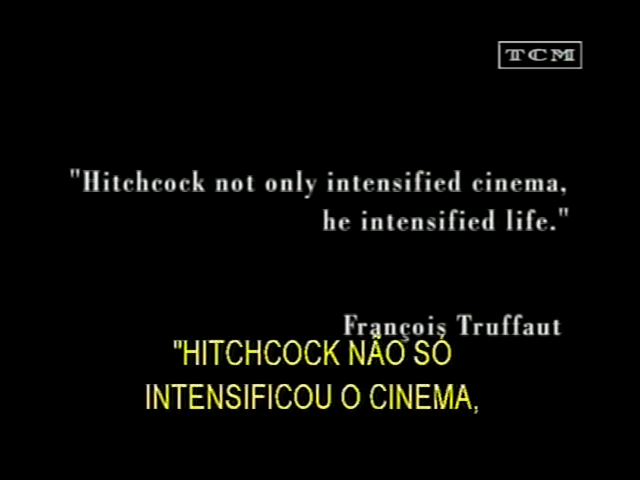 TCM
"Hitchcock not only intensified cinema,
he intensified life."
François Truffaut
"HITCHCOCK NÃO SÓ
INTENSIFICOU O CINEMA,